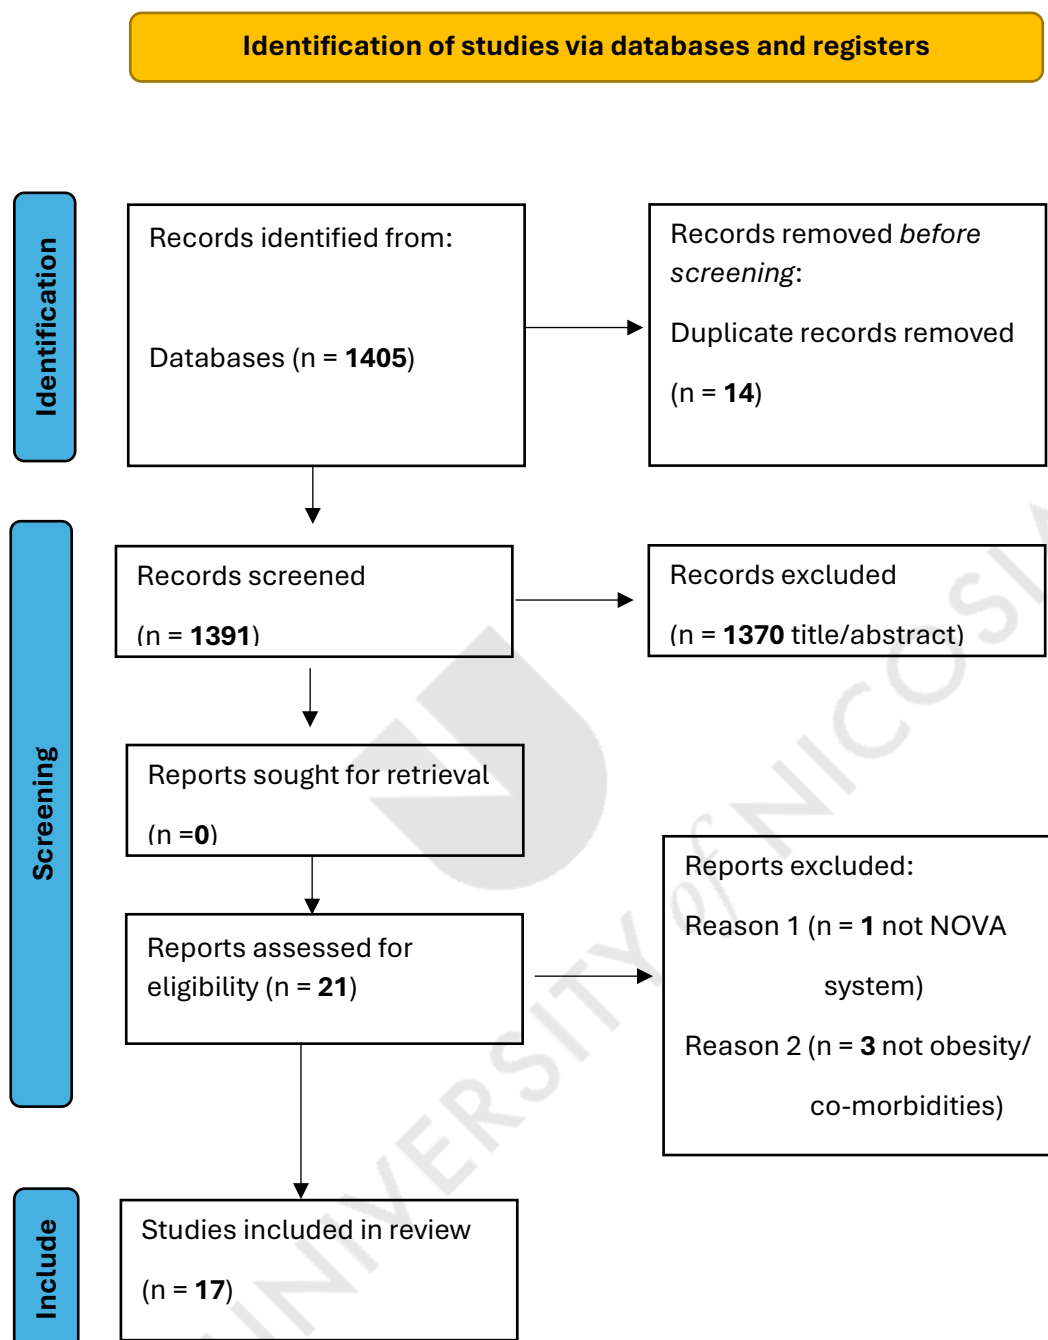 Identification of studies via databases and registers
Identification
Records identified from:
Databases (n = 1405)
Records removed before
screening:
Duplicate records removed
(n = 14)
Screening
Records screened
(n = 1391)
Records excluded
(n = 1370 title/abstract)
Reports sought for retrieval
(n =0)
Reports assessed for
eligibility (n = 21)
Reports excluded:
Reason 1 (n = 1 not NOVA
system)
Reason 2 (n = 3 not obesity/
co-morbidities)
Include
Studies included in review
(n = 17)
UNIVERSITY of NICOSIA